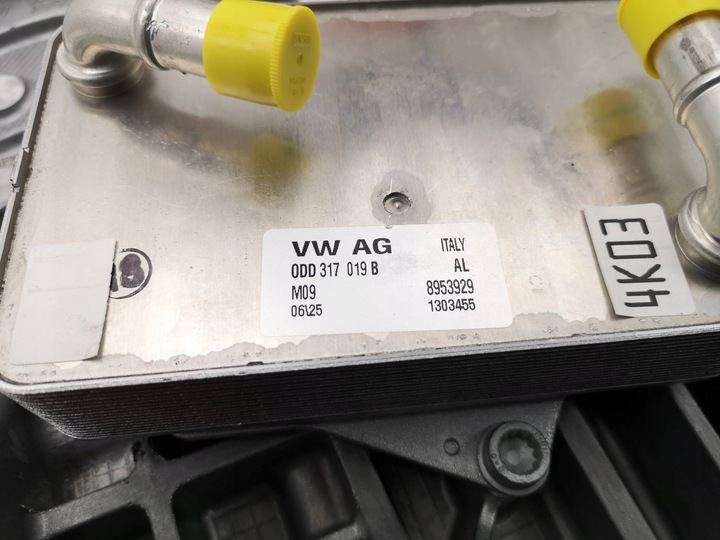 VW AG ITALY
0DD 317 019 B AL
M09 8953929
06\25 1303455
4K03